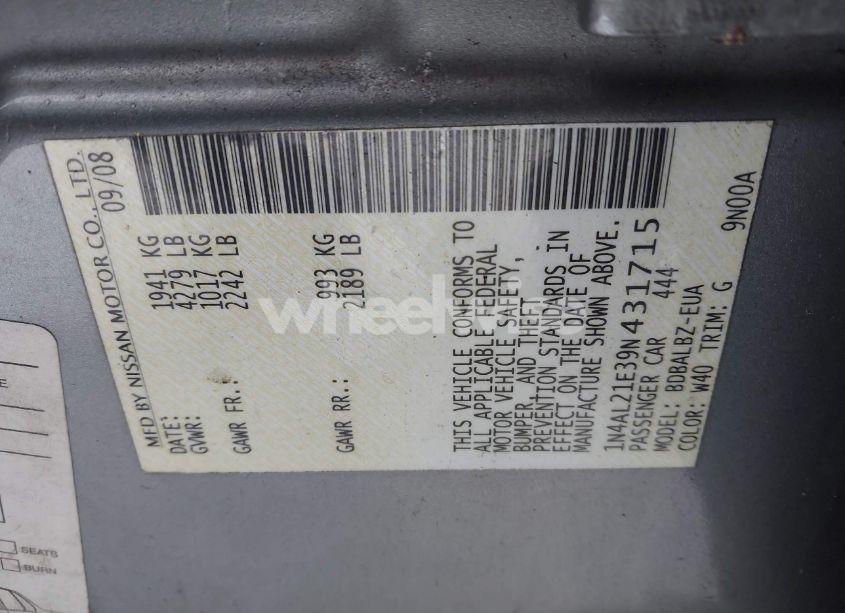 MFD BY NISSAN MOTOR CO., LTD.
DATE: 09/08
GVWR: 1941 KG
4279 LB
GAWR FR.: 1017 KG
2242 LB
GAWR RR.: 993 KG
2189 LB
THIS VEHICLE CONFORMS TO
ALL APPLICABLE FEDERAL
MOTOR VEHICLE SAFETY,
BUMPER, AND THEFT
PREVENTION STANDARDS IN
EFFECT ON THE DATE OF
MANUFACTURE SHOWN ABOVE.
1N4AL21E39N431715
PASSENGER CAR 444
MODEL: BDBALBZ-EUA
COLOR: W40 TRIM: G 9N00A
SEATS
BURN